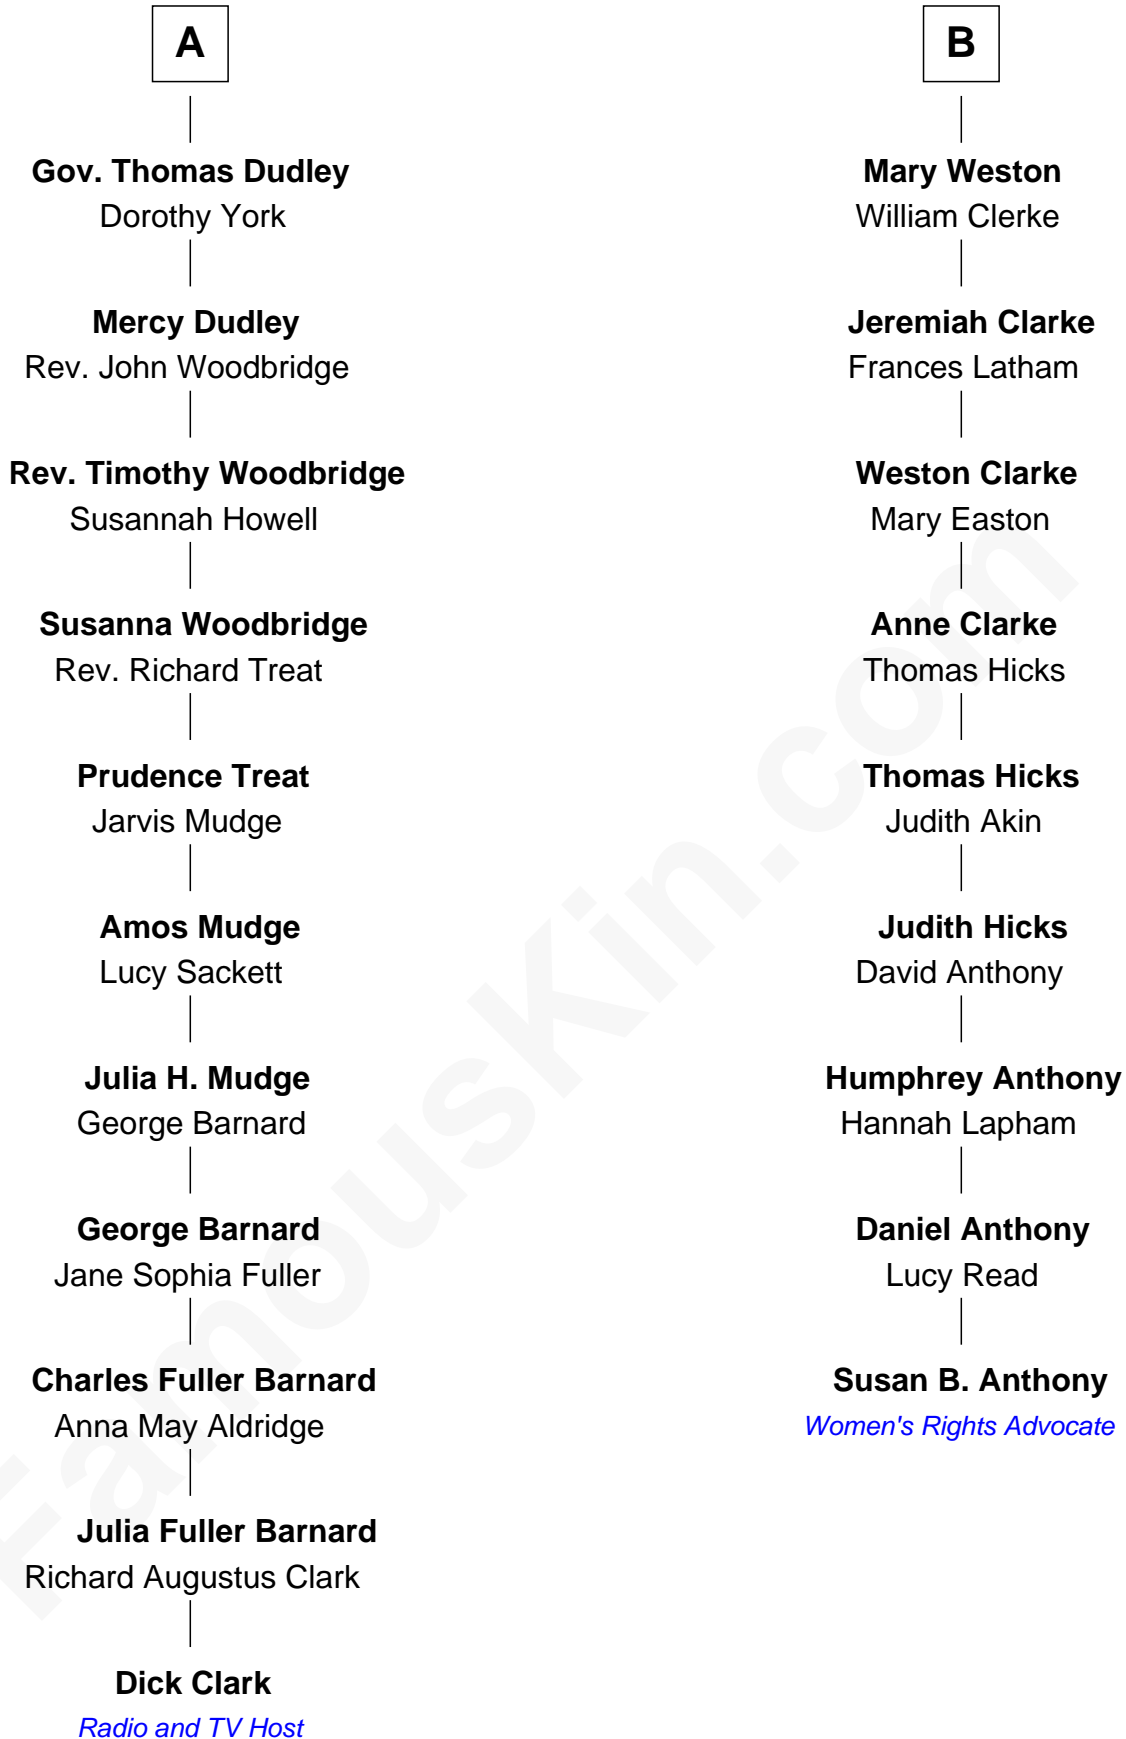 A
Gov. Thomas Dudley
Dorothy York
Mercy Dudley
Rev. John Woodbridge
Rev. Timothy Woodbridge
Susannah Howell
Susanna Woodbridge
Rev. Richard Treat
Prudence Treat
Jarvis Mudge
Amos Mudge
Lucy Sackett
Julia H. Mudge
George Barnard
George Barnard
Jane Sophia Fuller
Charles Fuller Barnard
Anna May Aldridge
Julia Fuller Barnard
Richard Augustus Clark
Dick Clark
Radio and TV Host
B
Mary Weston
William Clerke
Jeremiah Clarke
Frances Latham
Weston Clarke
Mary Easton
Anne Clarke
Thomas Hicks
Thomas Hicks
Judith Akin
Judith Hicks
David Anthony
Humphrey Anthony
Hannah Lapham
Daniel Anthony
Lucy Read
Susan B. Anthony
Women's Rights Advocate
FamousKin.com